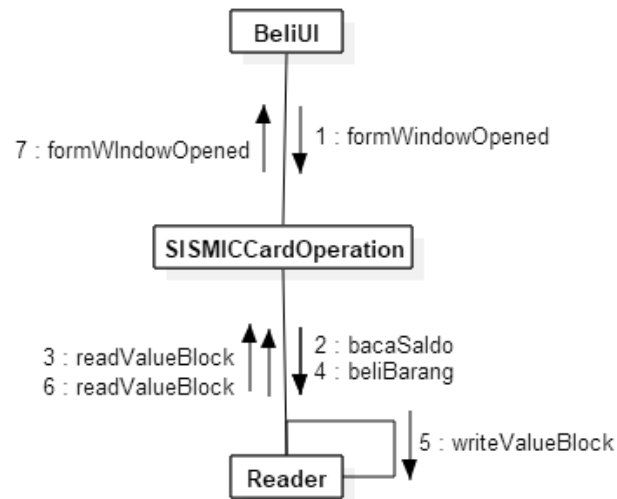 BeliUI
1 : formWindowOpened
7 : formWIndowOpened
SISMICCardOperation
3 : readValueBlock
6 : readValueBlock
2 : bacaSaldo
4 : beliBarang
5 : writeValueBlock
Reader